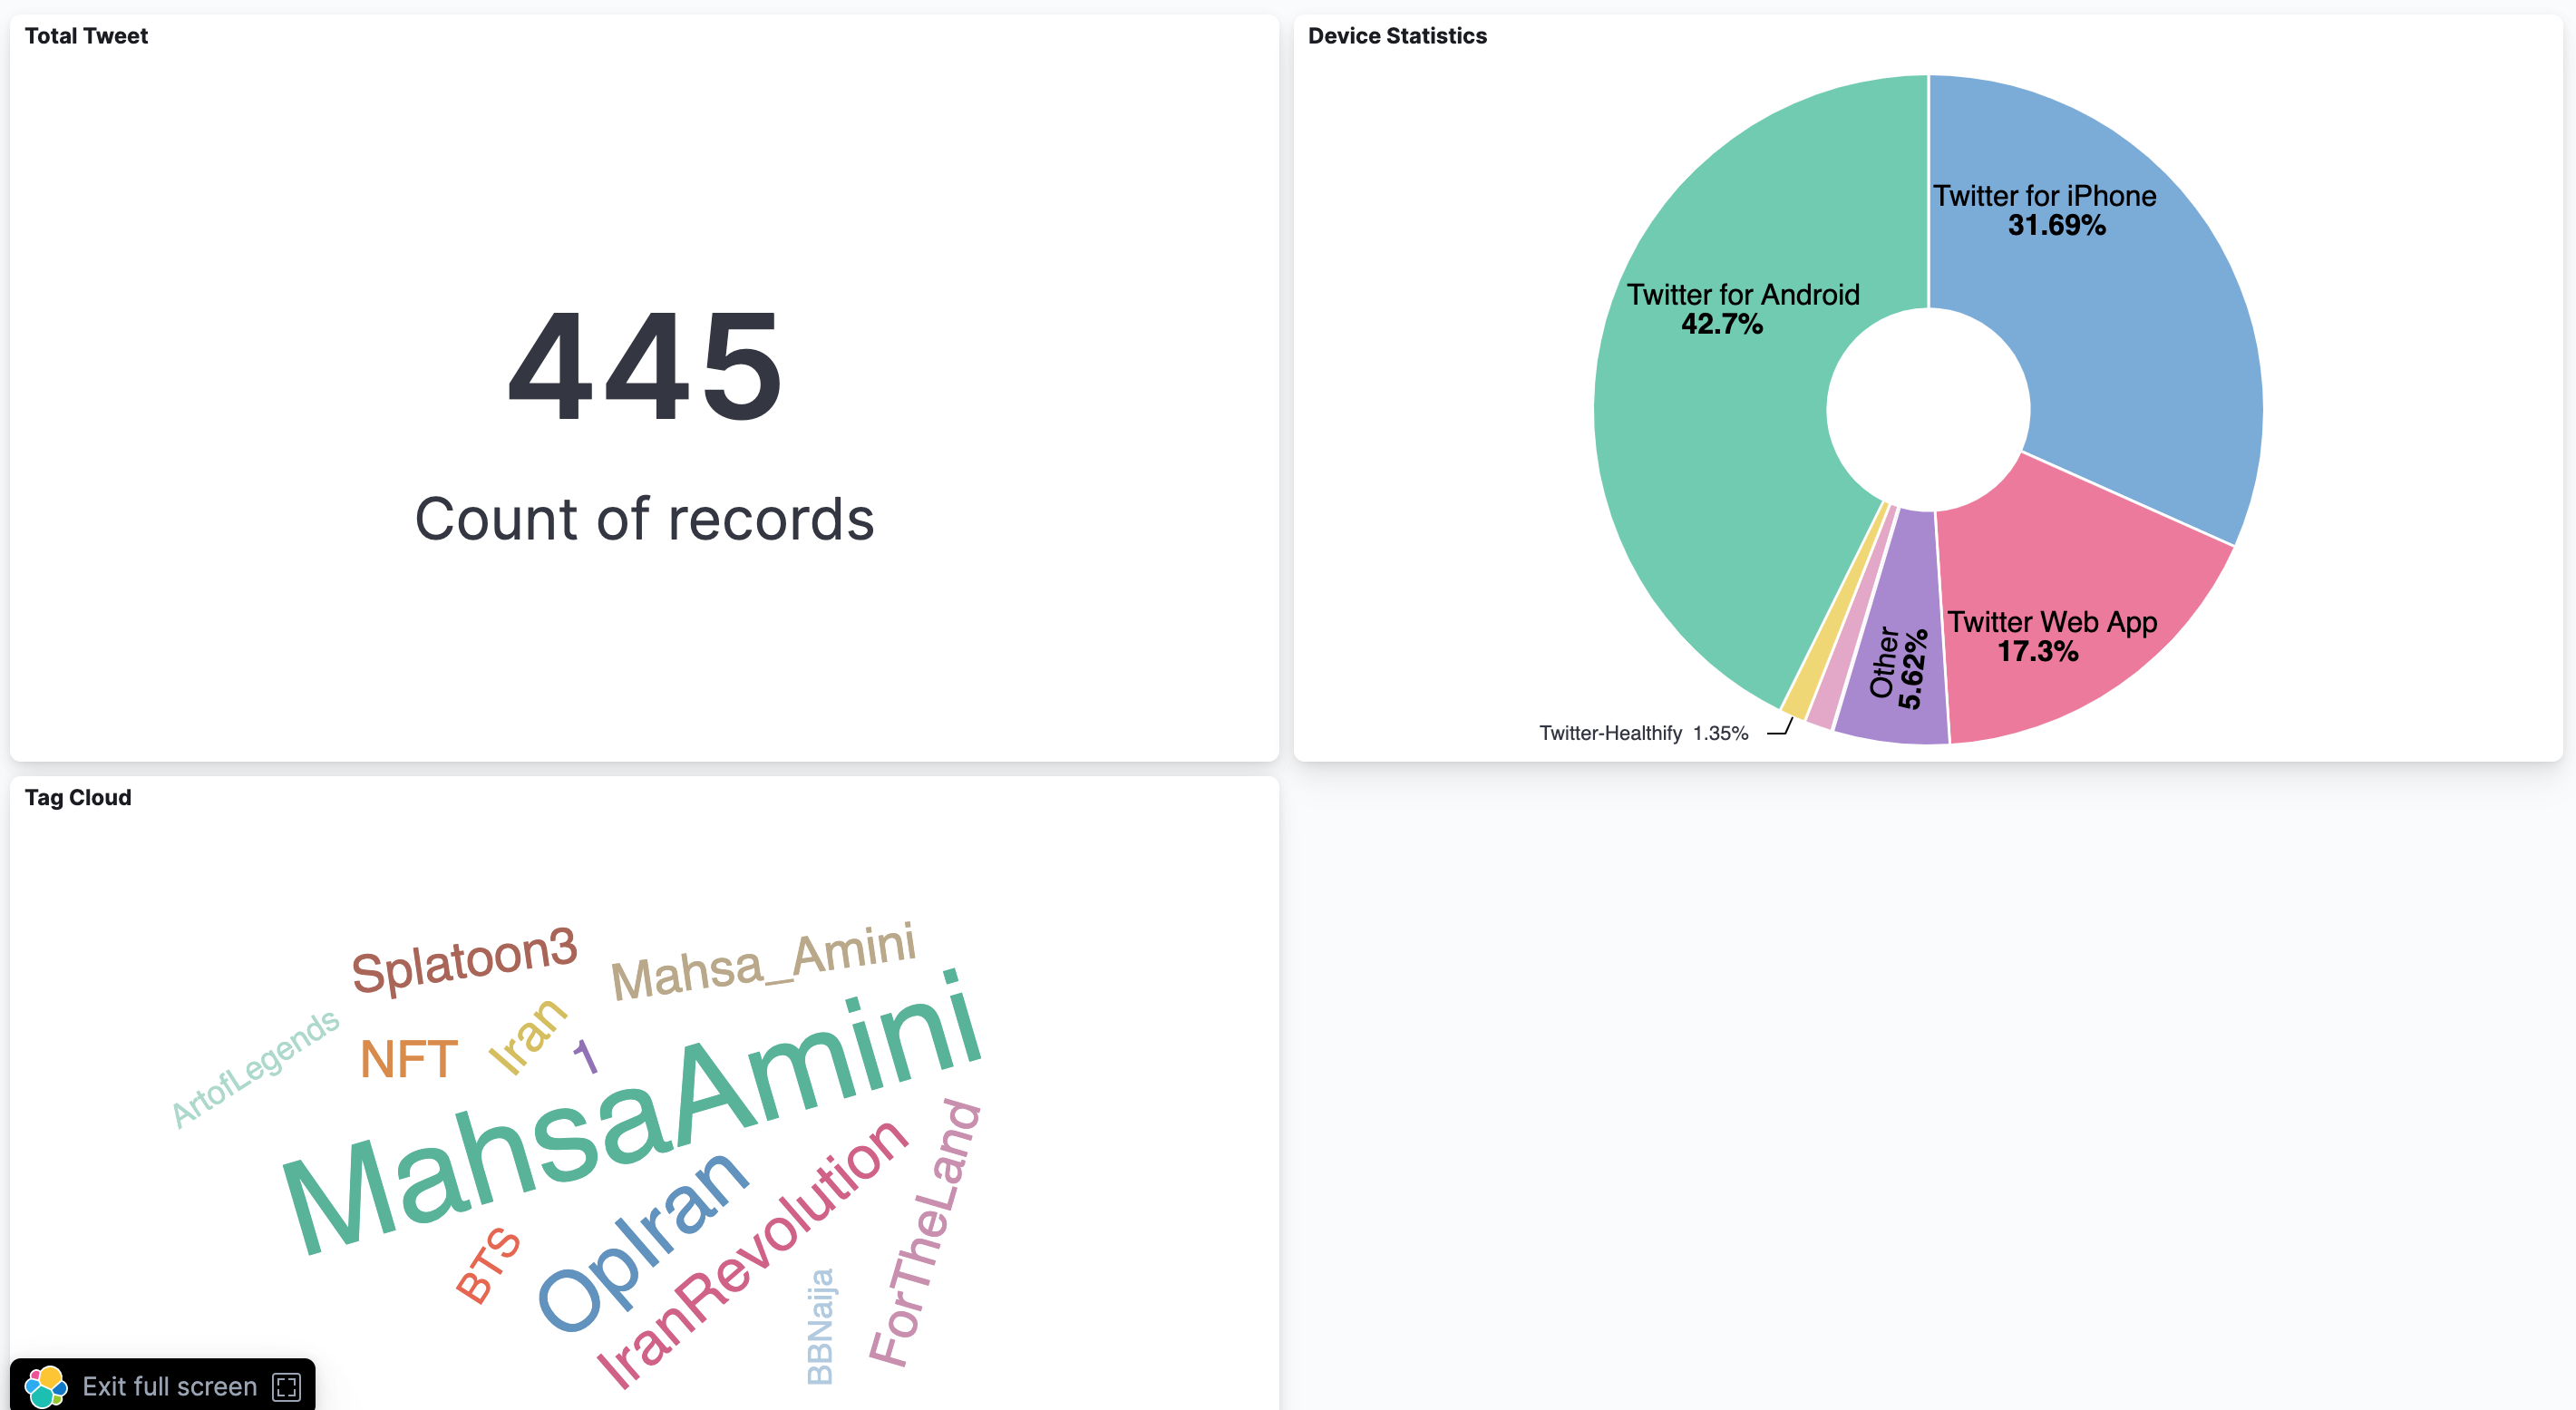 Total Tweet
445
Count of records
Device Statistics
Twitter for iPhone
31.69%
Twitter for Android
42.7%
Twitter Web App
17.3%
Other
5.62%
Twitter-Healthify 1.35%
Tag Cloud
Splatoon3
Mahsa_Amini
ArtofLegends
NFT
Iran
1
MahsaAmini
BTS
OpIran
IranRevolution
BBNaija
ForTheLand
Exit full screen